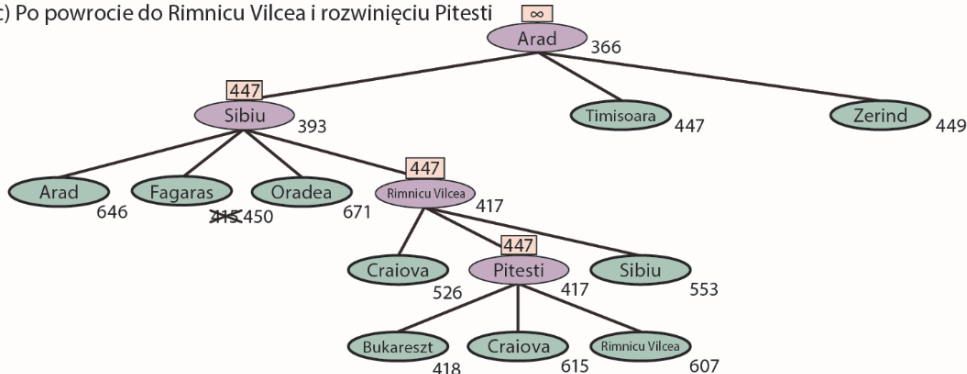 c) Po powrocie do Rimnicu Vilcea i rozwinięciu Pitesti
∞
Arad
366
447
Sibiu
393
Timisoara
447
Zerind
449
Arad
646
Fagaras
415 450
Oradea
671
447
Rimnicu Vilcea
417
Craiova
526
447
Pitesti
417
Sibiu
553
Bukareszt
418
Craiova
615
Rimnicu Vilcea
607